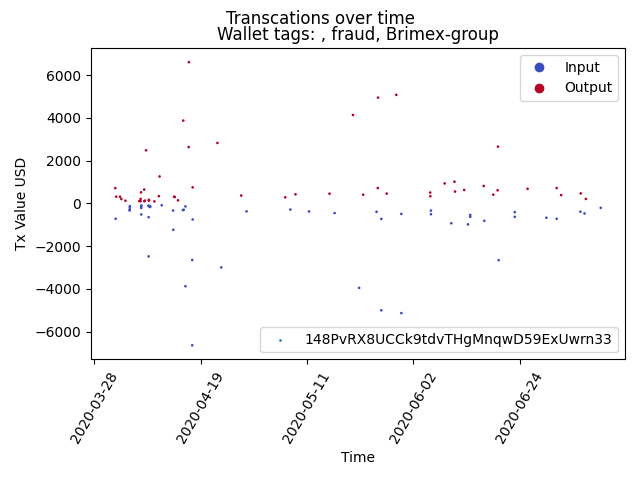 Transcations over time
Wallet tags: , fraud, Brimex-group
Input
Output
6000
4000
2000
0
−2000
−4000
−6000
Tx Value USD
148PvRX8UCCk9tdvTHgMnqwD59ExUwrn33
2020-03-28
2020-04-19
2020-05-11
2020-06-02
2020-06-24
Time